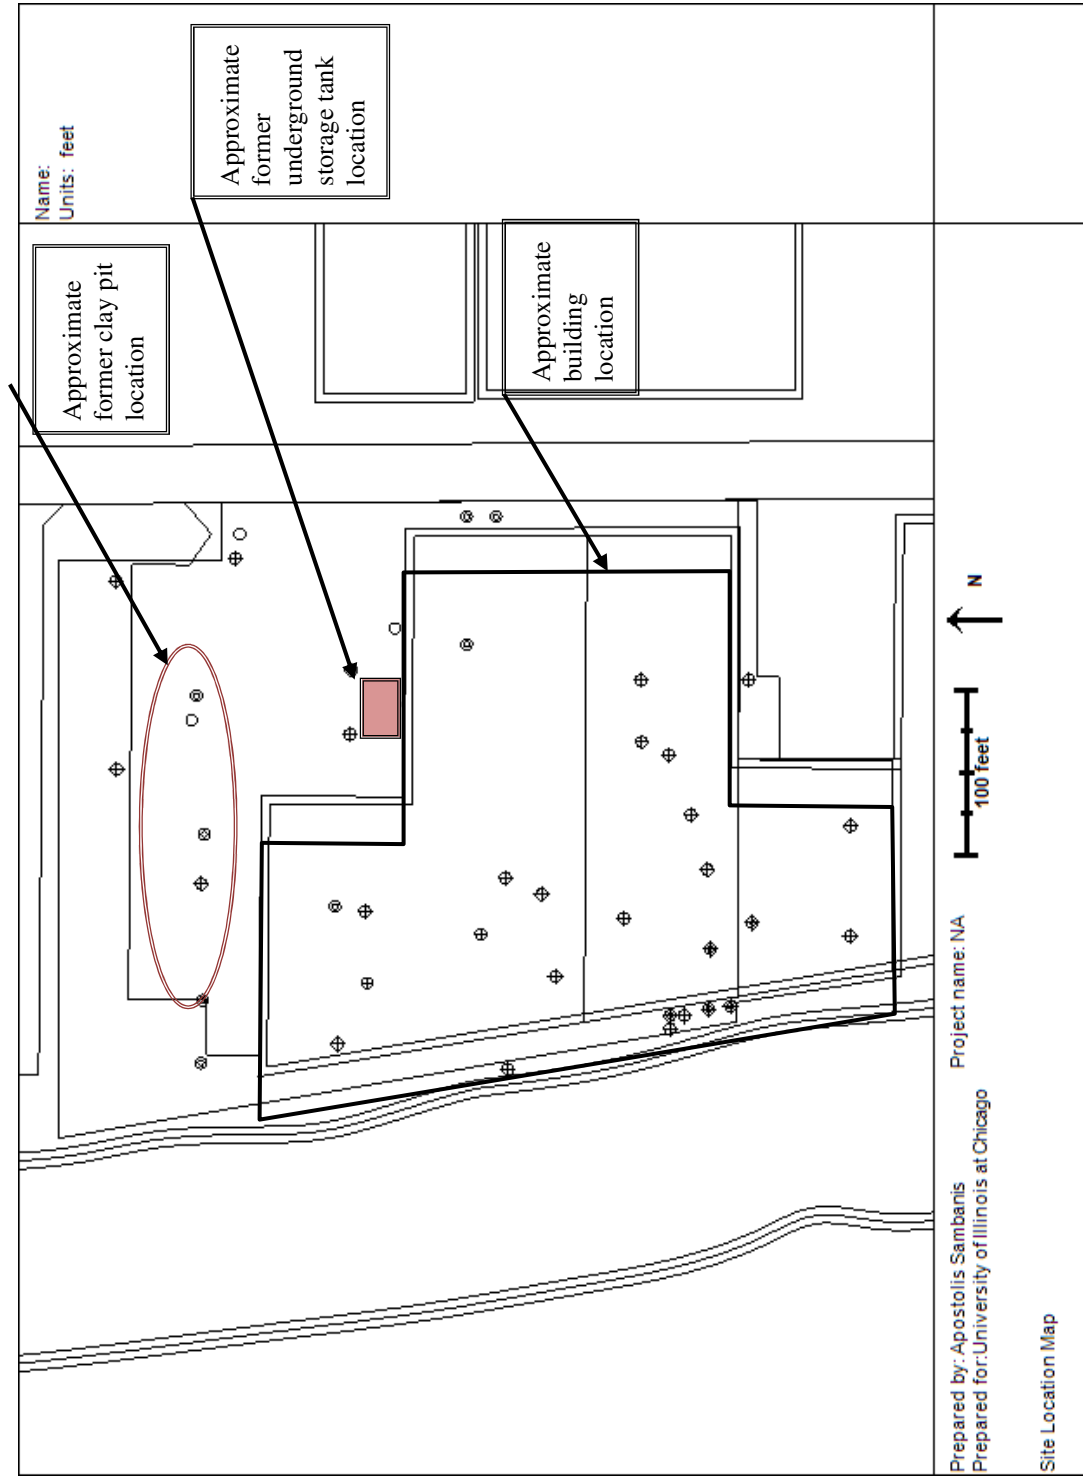 Name:
Units: feet
Approximate
former clay pit
location
Approximate
former
underground
storage tank
location
Approximate
building
location
N
100 feet
Project name: NA
Prepared by: Apostolis Sambanis
Prepared for:University of Illinois at Chicago
Site Location Map